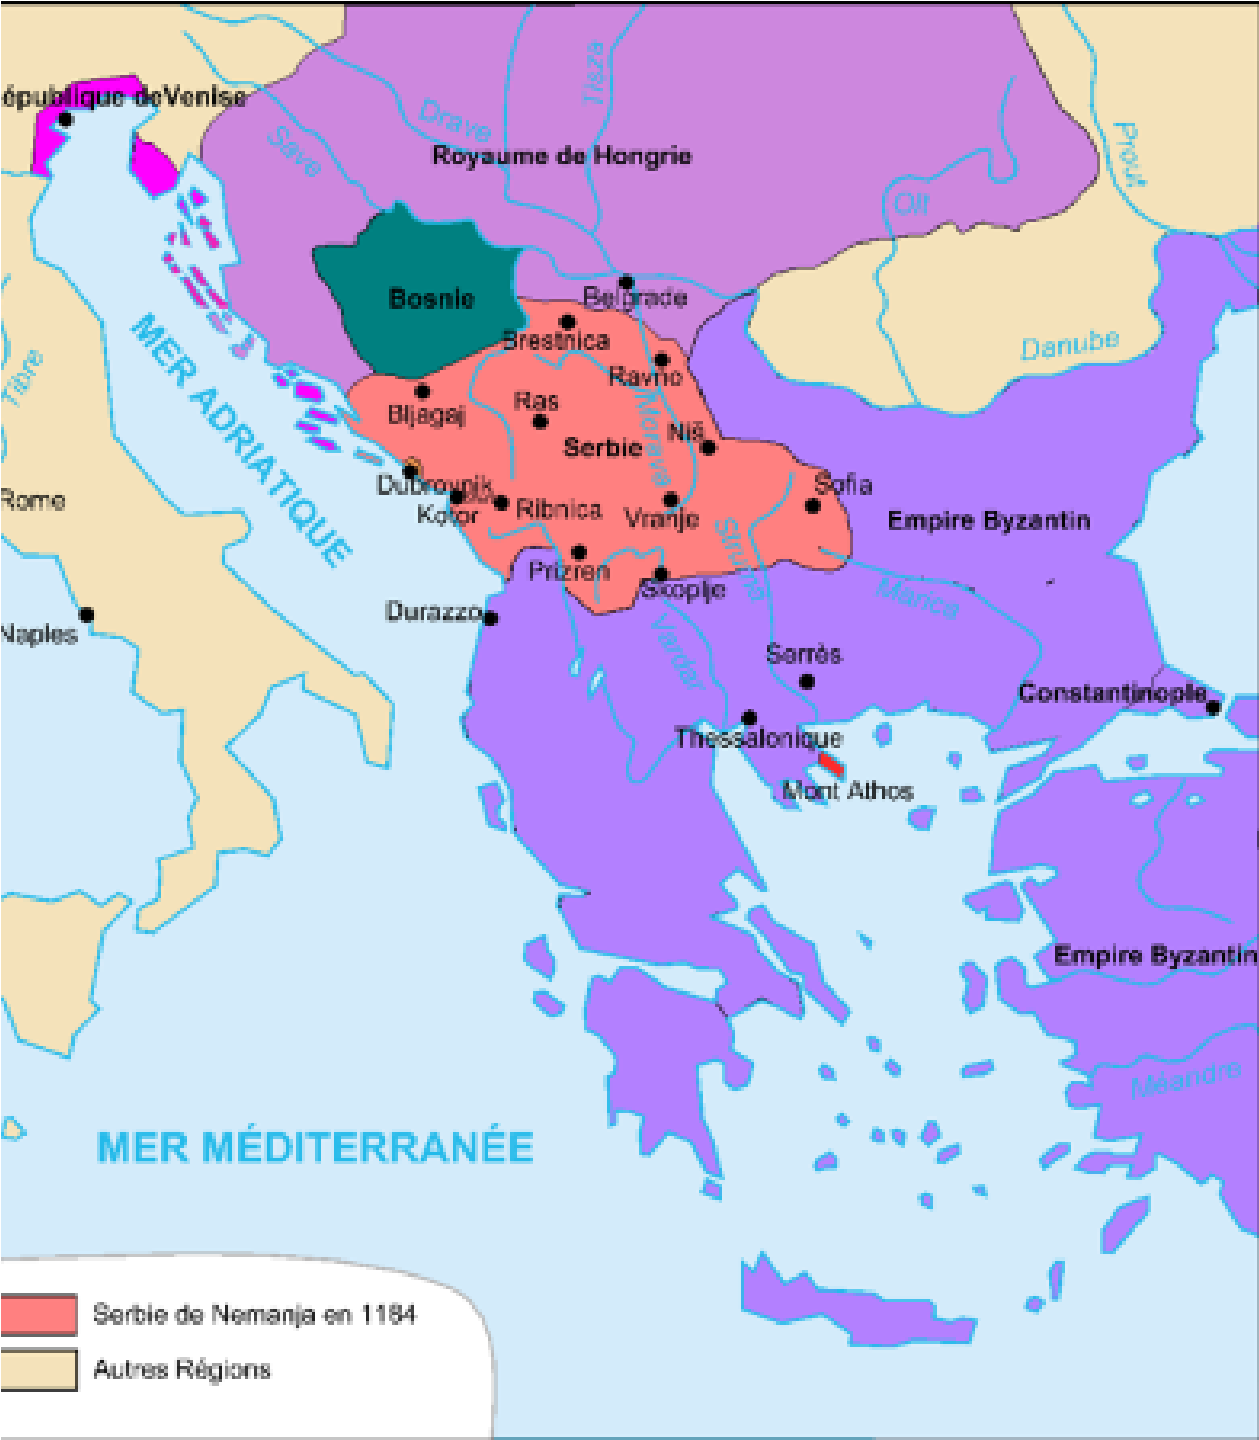 épublique deVenise
Tisza
Drave
Save
Royaume de Hongrie
Prout
Olt
Bosnie
Belgrade
Brestnica
Danube
Ravno
Tibre
MER ADRIATIQUE
Bljagaj
Ras
Morava
Niš
Serbie
Dubrovnik
Sofia
Rome
Kotor
Ribnica
Vranje
Empire Byzantin
Struma
Prizren
Skoplje
Marica
Durazzo
Naples
Vardar
Serrès
Constantinople
Thessalonique
Mont Athos
Empire Byzantin
Méandre
MER MÉDITERRANÉE
Serbie de Nemanja en 1184
Autres Régions